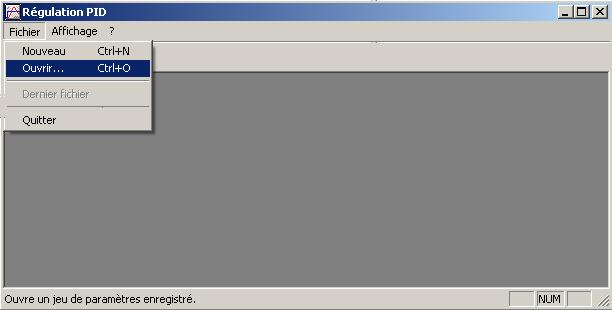 Régulation PID
Fichier Affichage ?
Nouveau Ctrl+N
Ouvrir... Ctrl+O
Dernier fichier
Quitter
Ouvre un jeu de paramètres enregistré. NUM